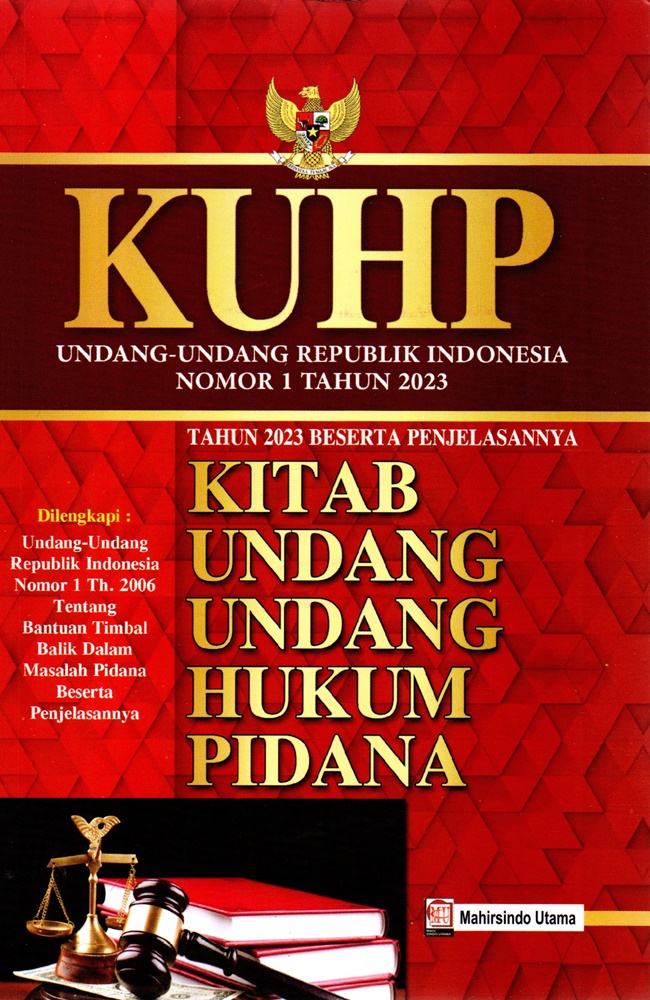 KUHP
UNDANG-UNDANG REPUBLIK INDONESIA
NOMOR 1 TAHUN 2023
TAHUN 2023 BESERTA PENJELASANNYA
KITAB
UNDANG
UNDANG
HUKUM
PIDANA
Dilengkapi :
Undang-Undang
Republik Indonesia
Nomor 1 Th. 2006
Tentang
Bantuan Timbal
Balik Dalam
Masalah Pidana
Beserta
Penjelasannya
Mahirsindo Utama